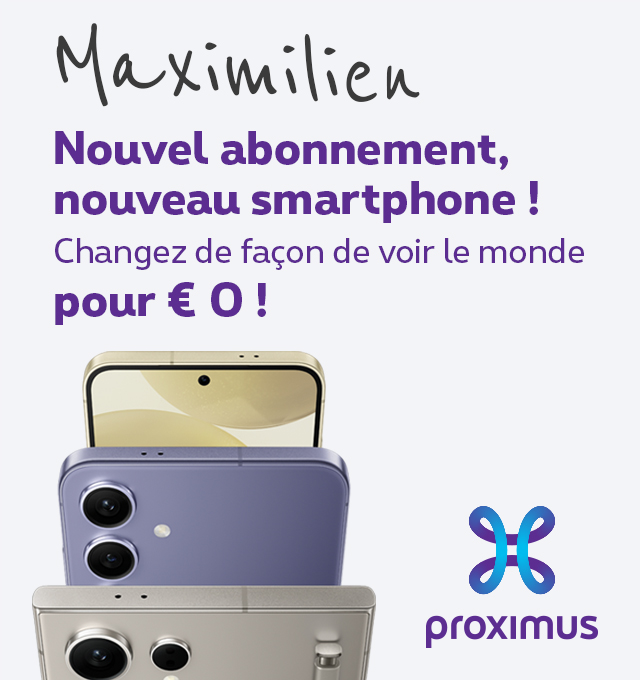 Maximilien
Nouvel abonnement,
nouveau smartphone !
Changez de façon de voir le monde
pour € 0 !
proximus